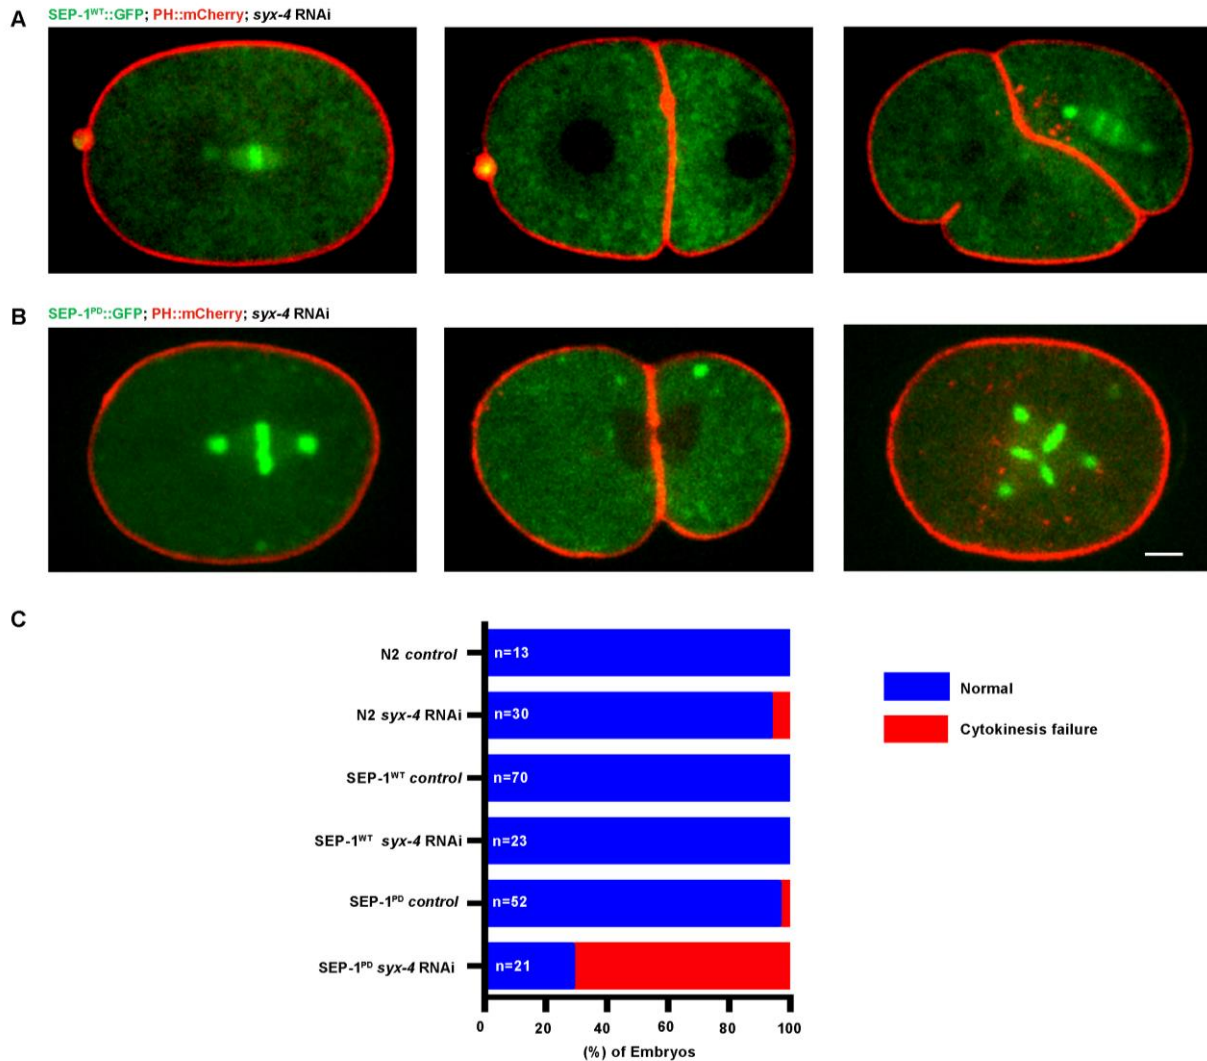 A
SEP-1ᵂᵀ::GFP; PH::mCherry; syx-4 RNAi
B
SEP-1ᴾᴰ::GFP; PH::mCherry; syx-4 RNAi
C
N2 control
n=13
N2 syx-4 RNAi
n=30
SEP-1ᵂᵀ control
n=70
SEP-1ᵂᵀ syx-4 RNAi
n=23
SEP-1ᴾᴰ control
n=52
SEP-1ᴾᴰ syx-4 RNAi
n=21
Normal
Cytokinesis failure
0 20 40 60 80 100
(%) of Embryos